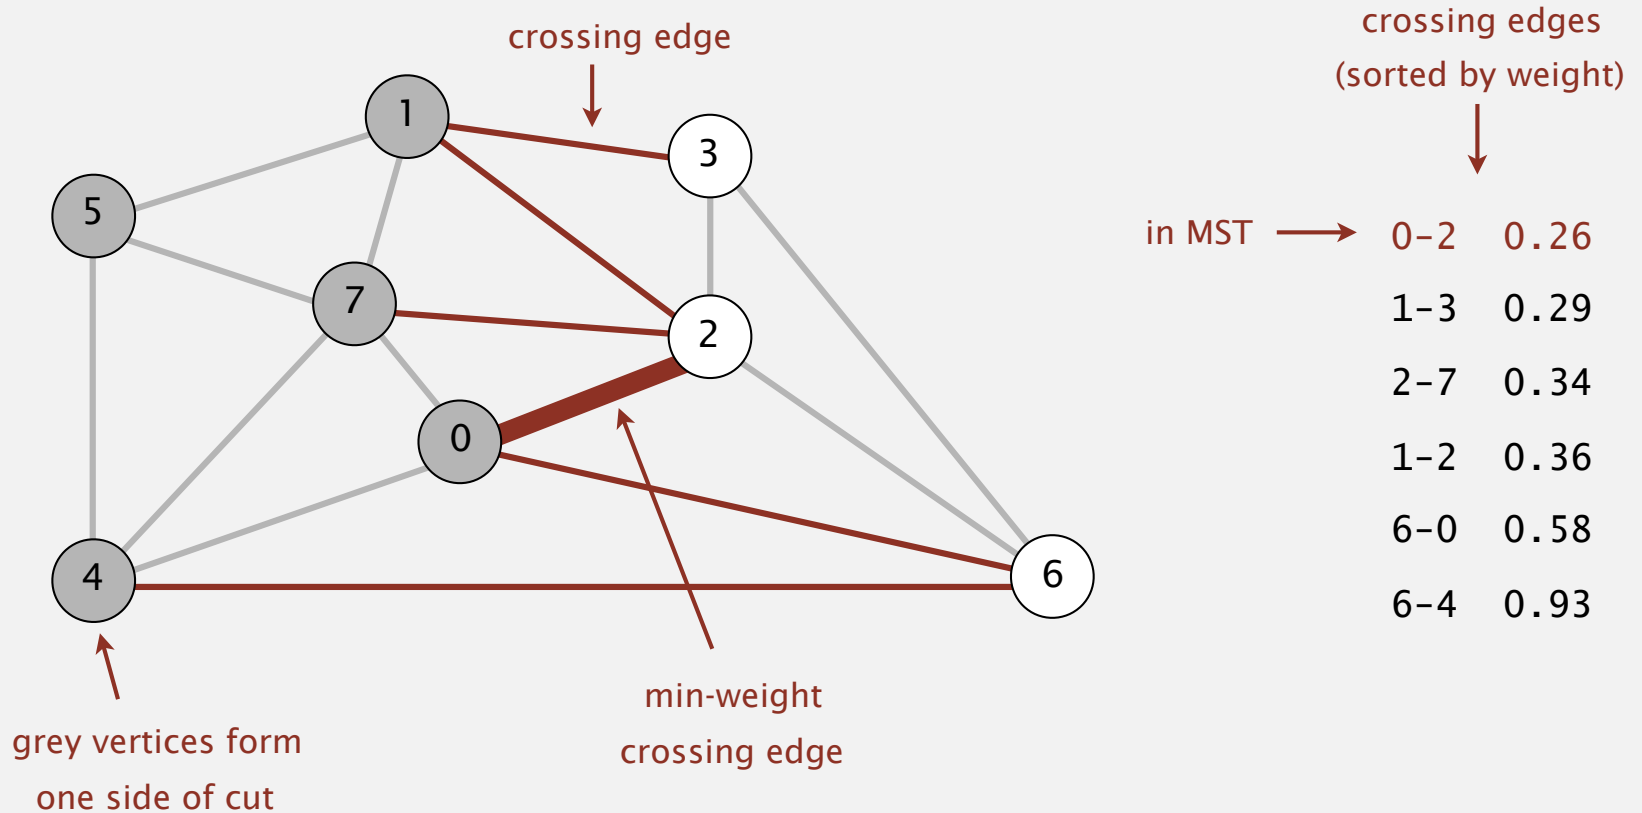 crossing edge
crossing edges
(sorted by weight)
1
3
5
in MST
0-2 0.26
7
1-3 0.29
2
2-7 0.34
0
1-2 0.36
6-0 0.58
4
6
6-4 0.93
min-weight
crossing edge
grey vertices form
one side of cut